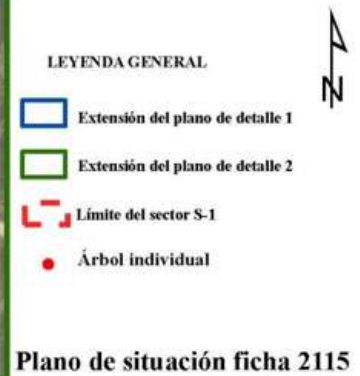 N
LEYENDA GENERAL
Extensión del plano de detalle 1
Extensión del plano de detalle 2
Límite del sector S-1
Árbol individual
Plano de situación ficha 2115